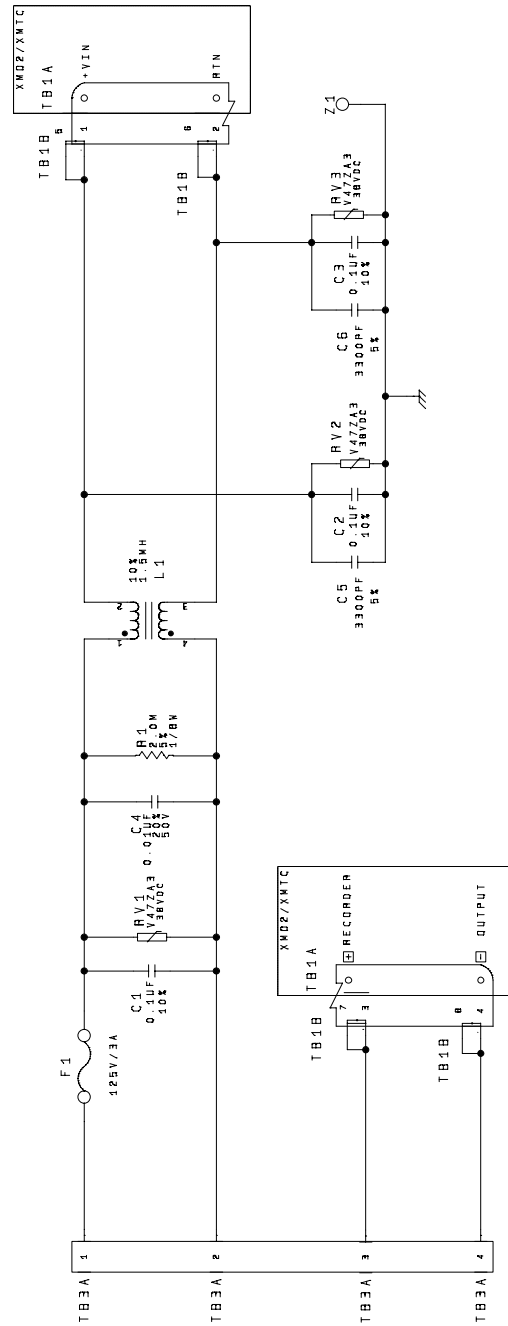 XMD2/XMTC
TB1A
+VIN
RTN
5
1
6
2
TB1B
TB1B
Z1
RV3
V47ZA3
38VDC
C3
0.1UF
10%
C6
3300PF
5%
RV2
V47ZA3
38VDC
C2
0.1UF
10%
C5
3300PF
5%
10%
1.5MH
L1
2
3
1
4
R1
2.0M
5%
1/8W
C4
0.01UF
20%
50V
RV1
V47ZA3
38VDC
C1
0.1UF
10%
F1
125V/3A
XMD2/XMTC
TB1A
+ RECORDER
- OUTPUT
7
3
8
4
TB1B
TB1B
1
2
3
4
TB3A
TB3A
TB3A
TB3A